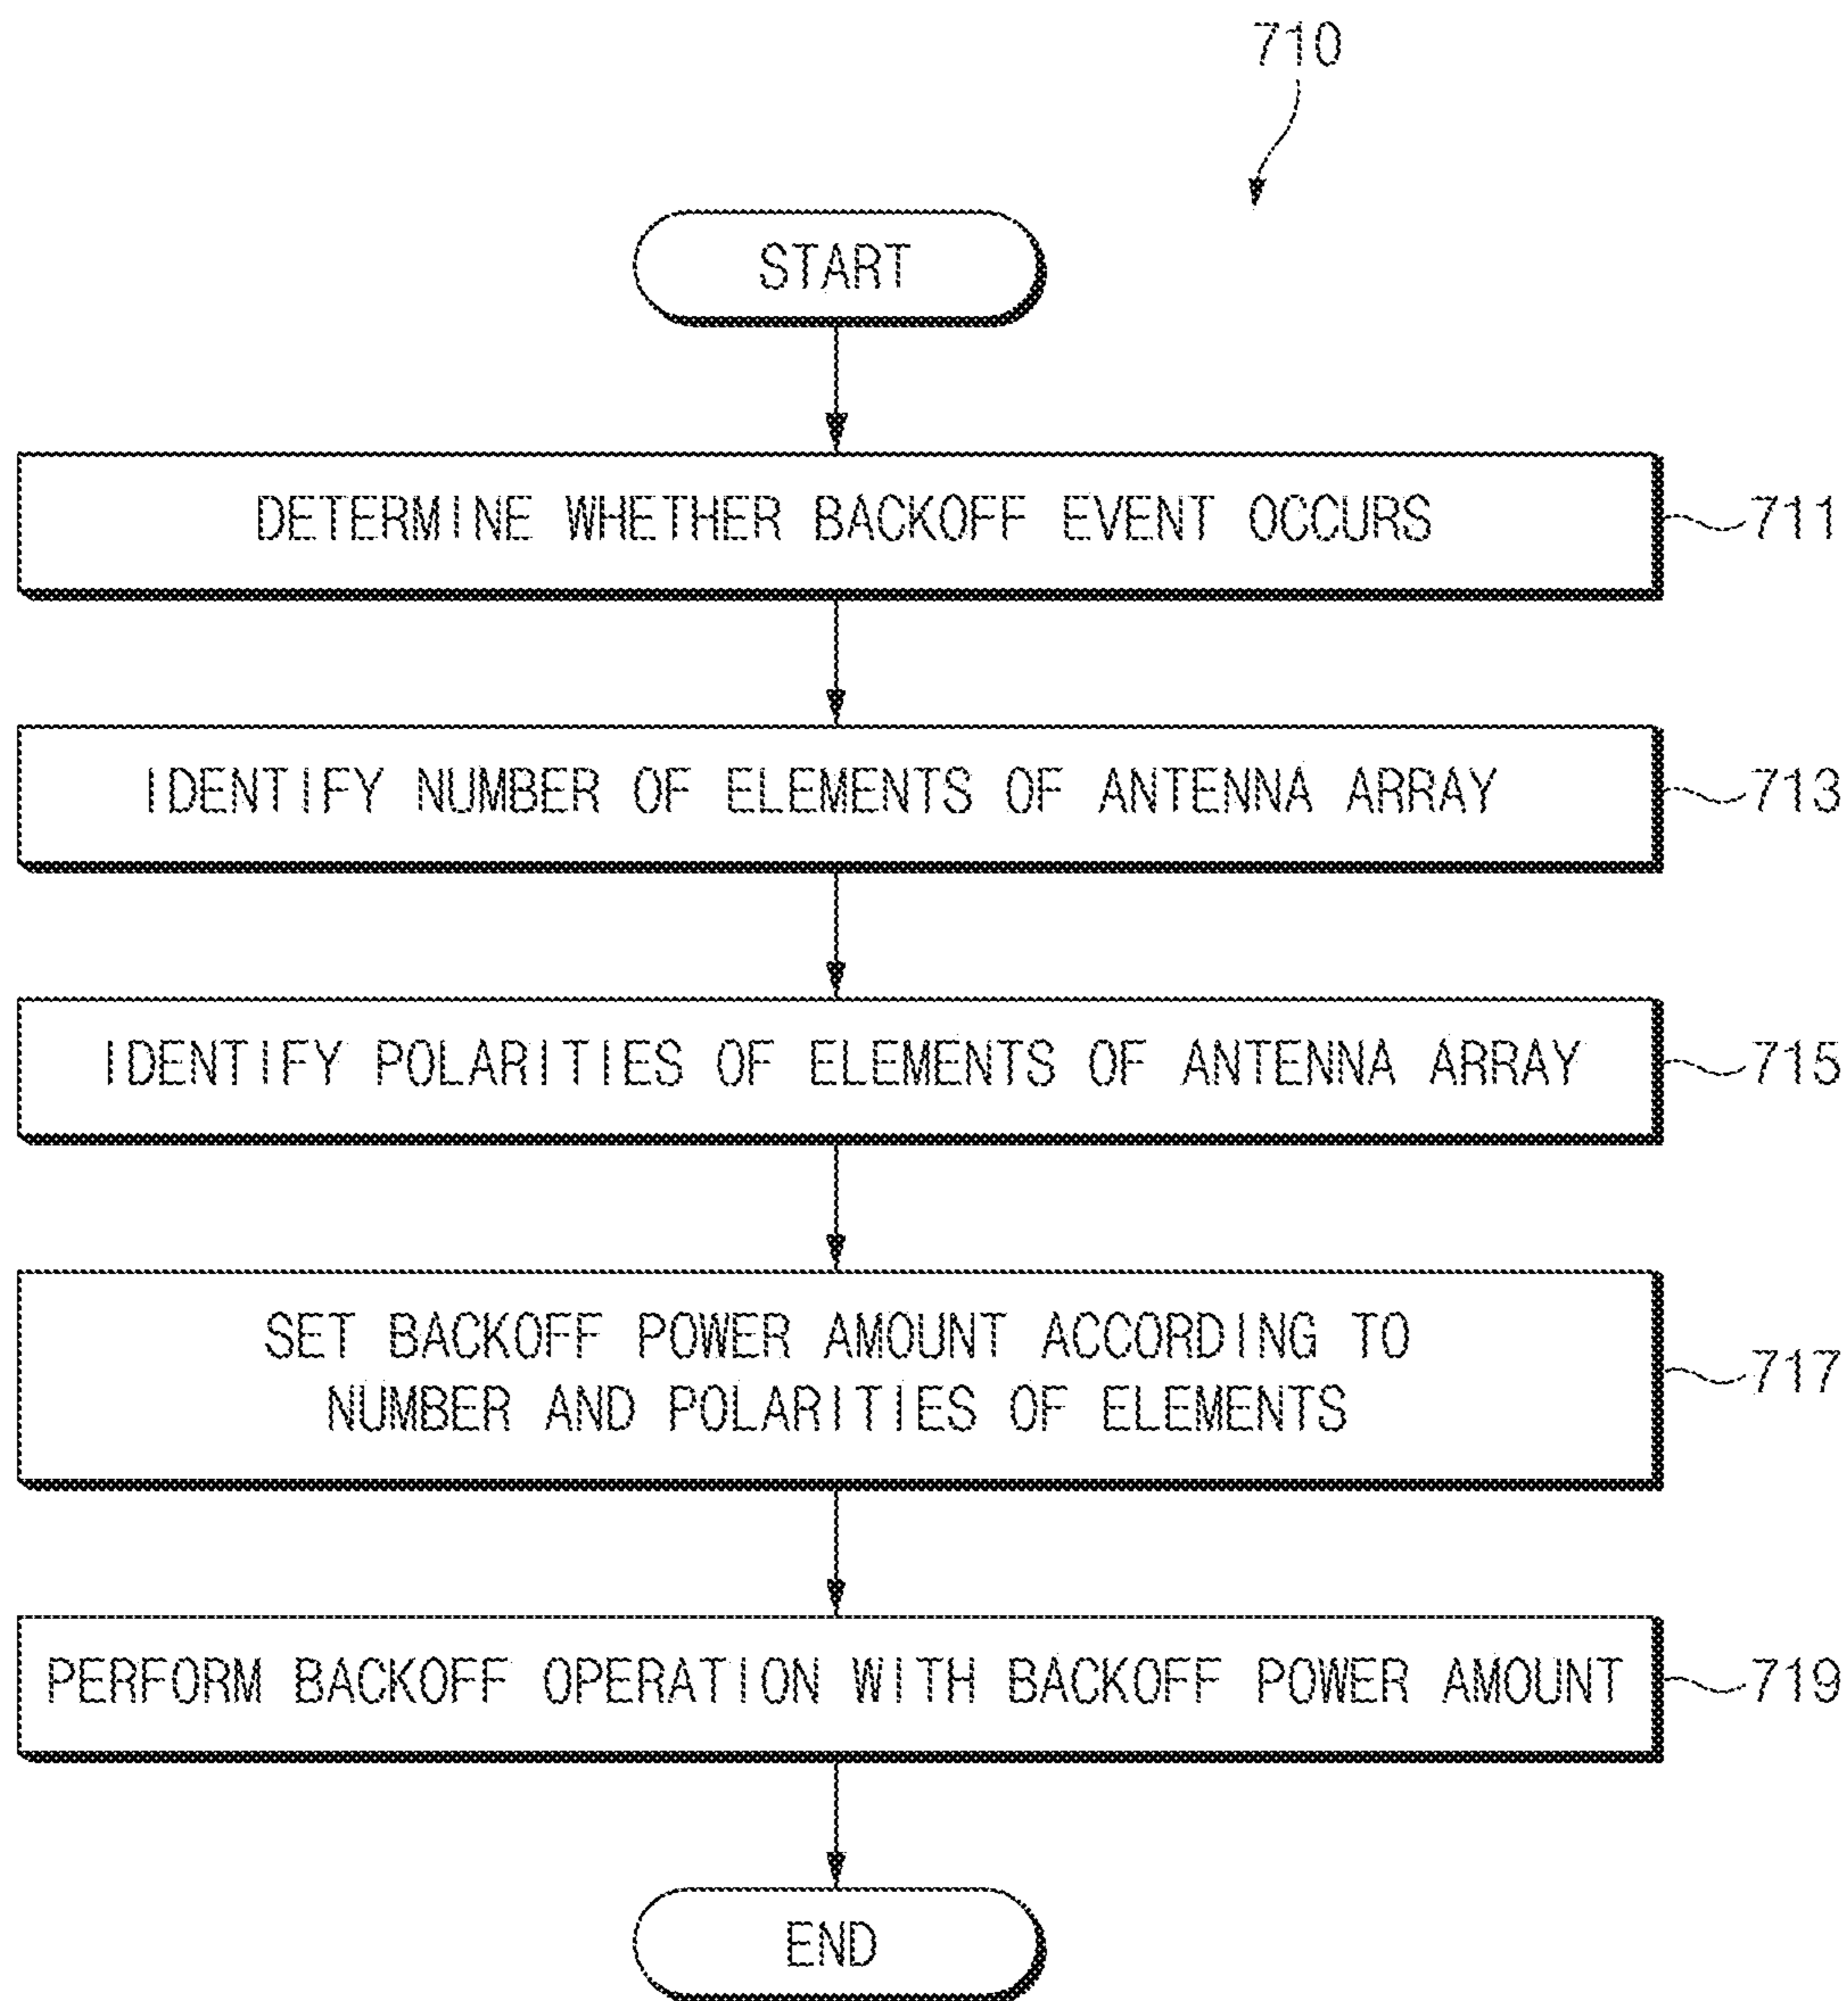 710
START
DETERMINE WHETHER BACKOFF EVENT OCCURS
711
IDENTIFY NUMBER OF ELEMENTS OF ANTENNA ARRAY
713
IDENTIFY POLARITIES OF ELEMENTS OF ANTENNA ARRAY
715
SET BACKOFF POWER AMOUNT ACCORDING TO
NUMBER AND POLARITIES OF ELEMENTS
717
PERFORM BACKOFF OPERATION WITH BACKOFF POWER AMOUNT
719
END